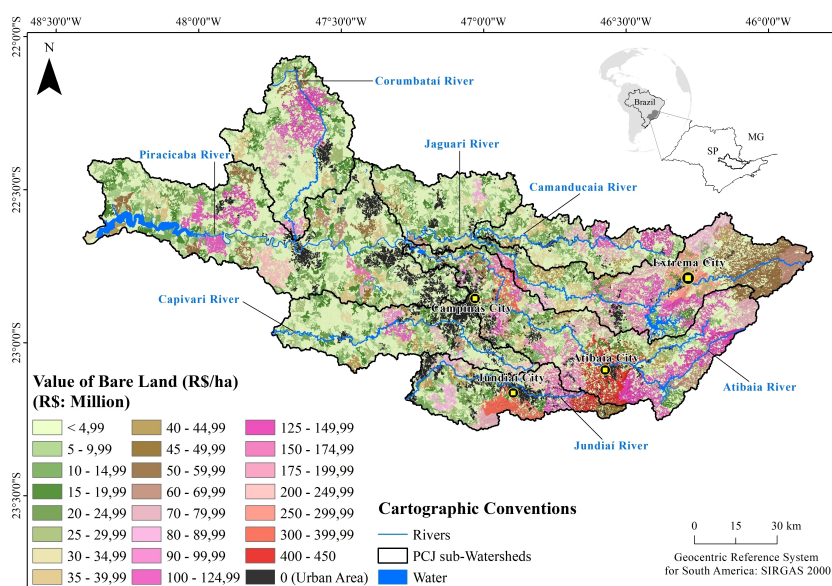 48°30'0"W 48°0'0"W 47°30'0"W 47°00'0"W 46°30'0"W 46°00'0"W
22°0'00"S
22°30'0"S
23°0'0"S
23°30'0"S
N
Corumbataí River
Piracicaba River
Jaguari River
Camanducaia River
Capivari River
Extrema City
Campinas City
Atibaia City
Jundiaí City
Atibaia River
Jundiaí River
Brazil
SP
MG
Value of Bare Land (R$/ha)
(R$: Million)
< 4,99
5 - 9,99
10 - 14,99
15 - 19,99
20 - 24,99
25 - 29,99
30 - 34,99
35 - 39,99
40 - 44,99
45 - 49,99
50 - 59,99
60 - 69,99
70 - 79,99
80 - 89,99
90 - 99,99
100 - 124,99
125 - 149,99
150 - 174,99
175 - 199,99
200 - 249,99
250 - 299,99
300 - 399,99
400 - 450
0 (Urban Area)
Cartographic Conventions
Rivers
PCJ sub-Watersheds
Water
0 15 30 km
Geocentric Reference System
for South America: SIRGAS 2000